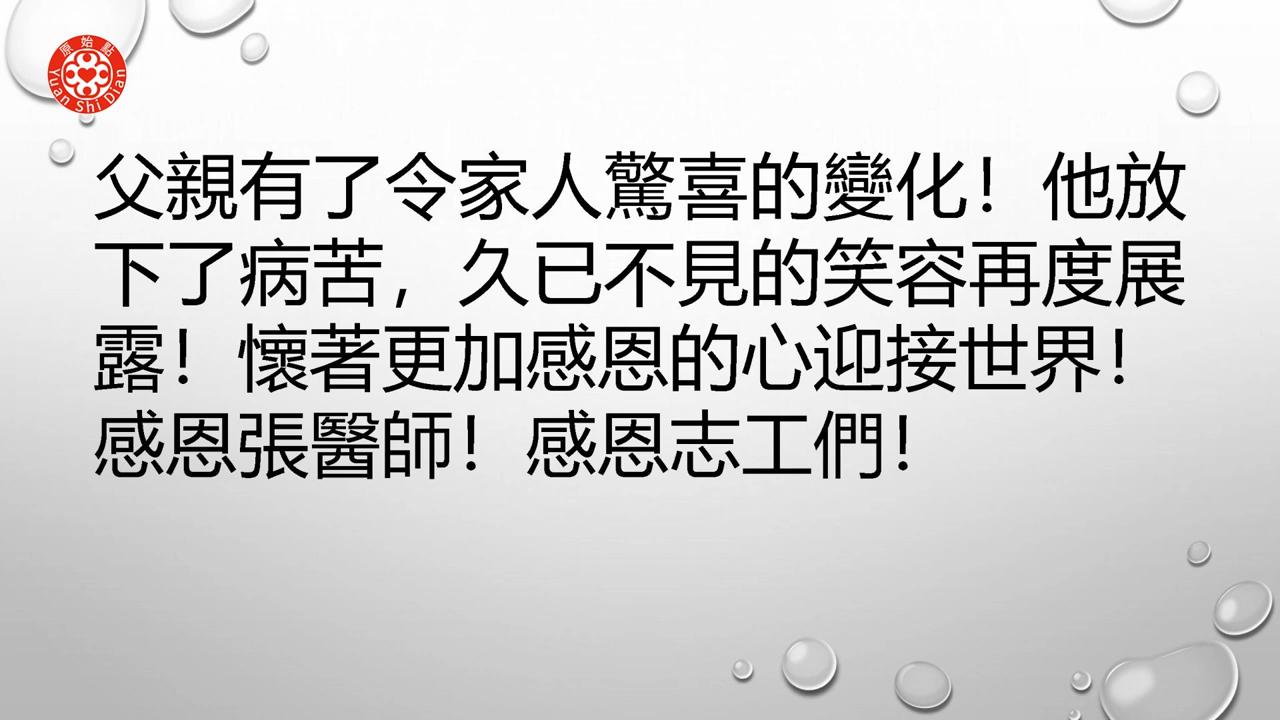 原始點
Yuan Shi Dian
父親有了令家人驚喜的變化！他放
下了病苦，久已不見的笑容再度展
露！懷著更加感恩的心迎接世界！
感恩張醫師！感恩志工們！